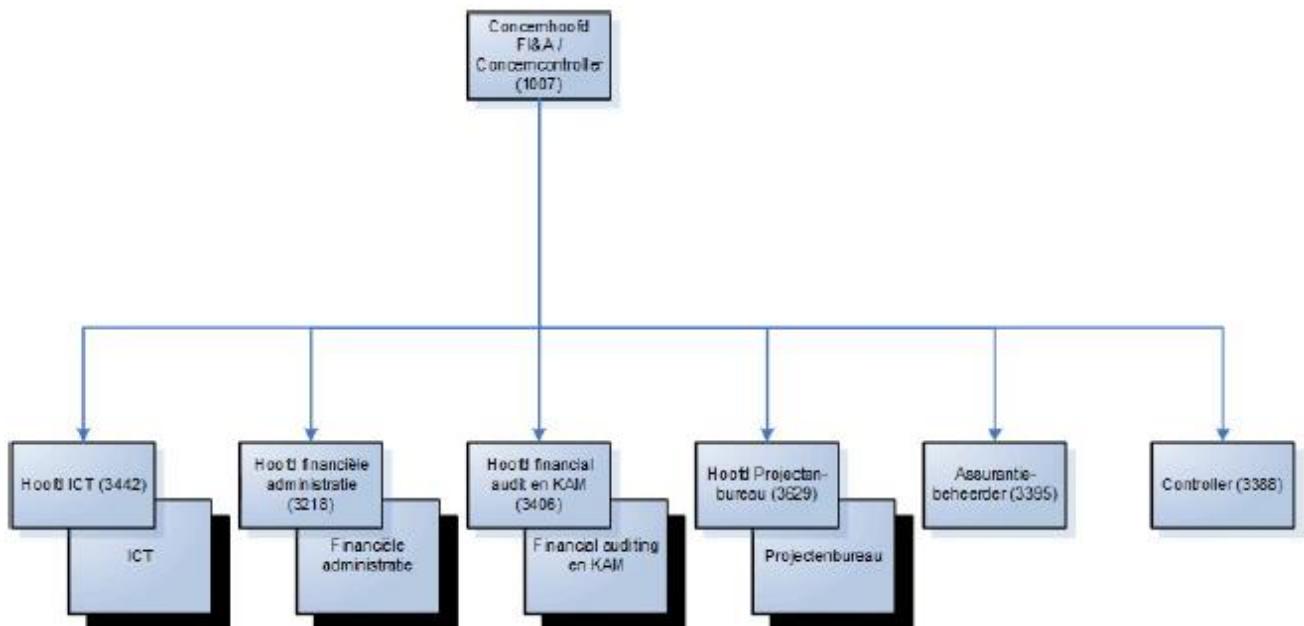 Concernhoofd
FI&A /
Concerncontroller
(1007)
Hoofd ICT (3442)
ICT
Hoofd financiële
administratie
(3218)
Financiële
administratie
Hoofd financial
audit en KAM
(3406)
Financial auditing
en KAM
Hoofd Projecten-
bureau (3629)
Projectenbureau
Assurantie-
beheerder (3395)
Controller (3388)